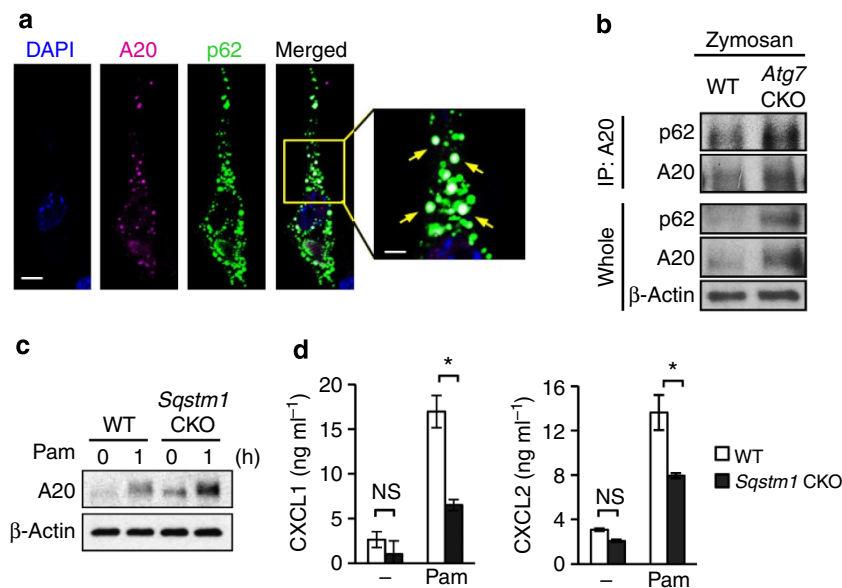 a
DAPI A20 p62 Merged
b
Zymosan
WT Atg7 CKO
IP: A20
p62
A20
Whole
p62
A20
β-Actin
c
WT Sqstm1 CKO
Pam 0 1 0 1 (h)
A20
β-Actin
d
CXCL1 (ng ml⁻¹)
20
15
10
5
0
NS
*
– Pam
CXCL2 (ng ml⁻¹)
16
12
8
4
0
NS
*
– Pam
WT
Sqstm1 CKO